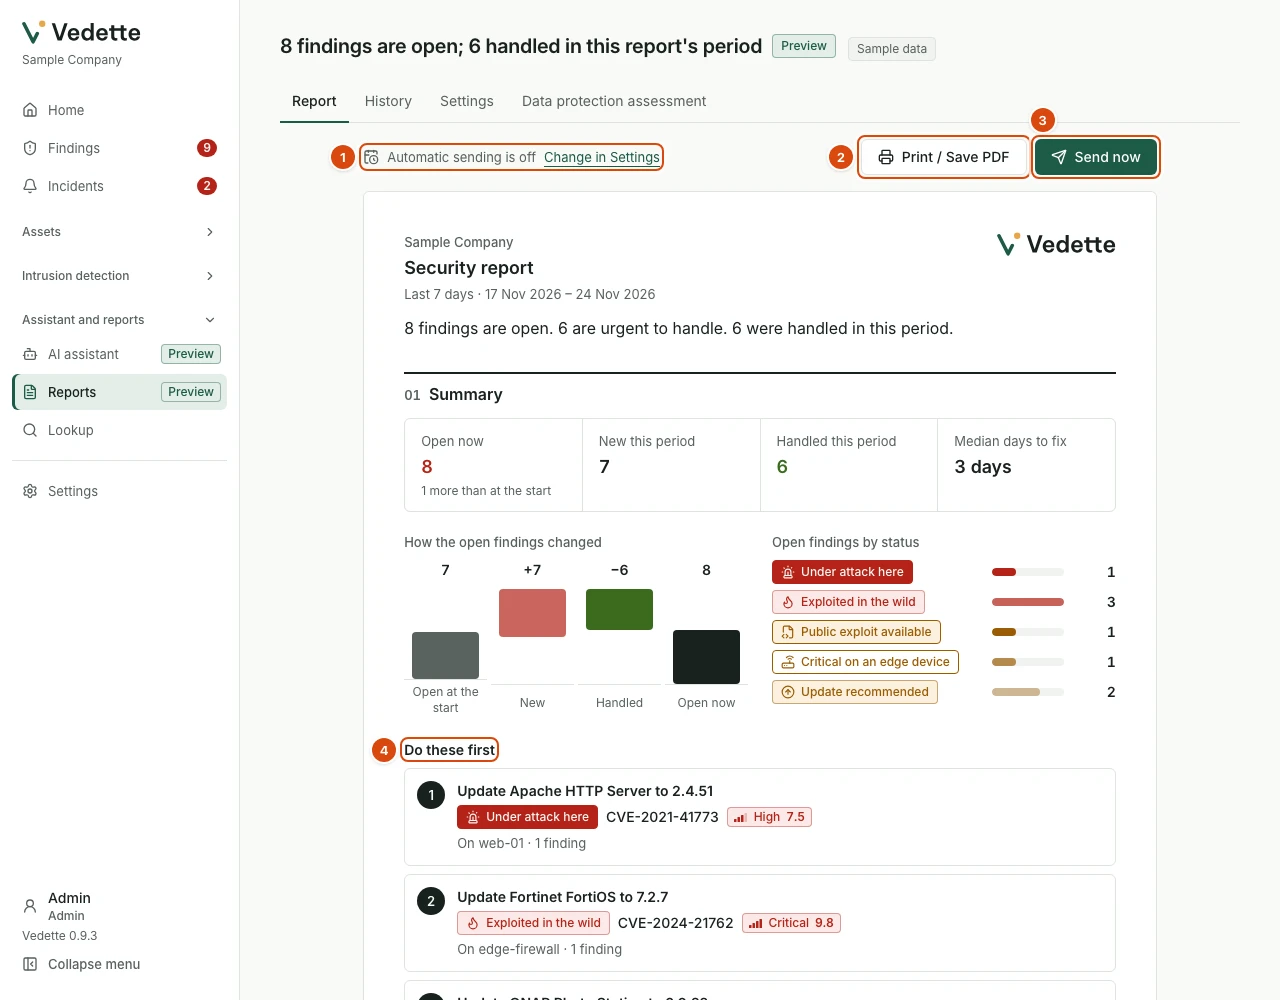 Vedette
Sample Company
Home
Findings 9
Incidents 2
Assets
Intrusion detection
Assistant and reports
AI assistant Preview
Reports Preview
Lookup
Settings
Admin
Admin
Vedette 0.9.3
Collapse menu
8 findings are open; 6 handled in this report's period Preview Sample data
Report History Settings Data protection assessment
3
1 Automatic sending is off Change in Settings 2 Print / Save PDF Send now
Sample Company
Vedette
Security report
Last 7 days · 17 Nov 2026 – 24 Nov 2026
8 findings are open. 6 are urgent to handle. 6 were handled in this period.
01 Summary
Open now
8
1 more than at the start
New this period
7
Handled this period
6
Median days to fix
3 days
How the open findings changed
7 +7 −6 8
Open at the start
New
Handled
Open now
Open findings by status
Under attack here 1
Exploited in the wild 3
Public exploit available 1
Critical on an edge device 1
Update recommended 2
4 Do these first
1 Update Apache HTTP Server to 2.4.51
Under attack here CVE-2021-41773 High 7.5
On web-01 · 1 finding
2 Update Fortinet FortiOS to 7.2.7
Exploited in the wild CVE-2024-21762 Critical 9.8
On edge-firewall · 1 finding